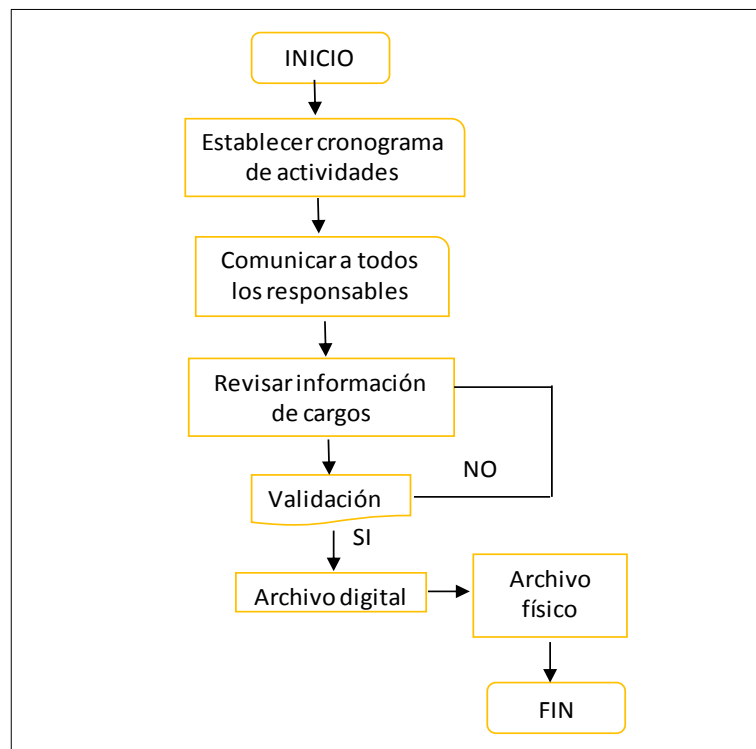 INICIO
Establecer cronograma
de actividades
Comunicar a todos
los responsables
Revisar información
de cargos
NO
Validación
SI
Archivo digital
Archivo
físico
FIN